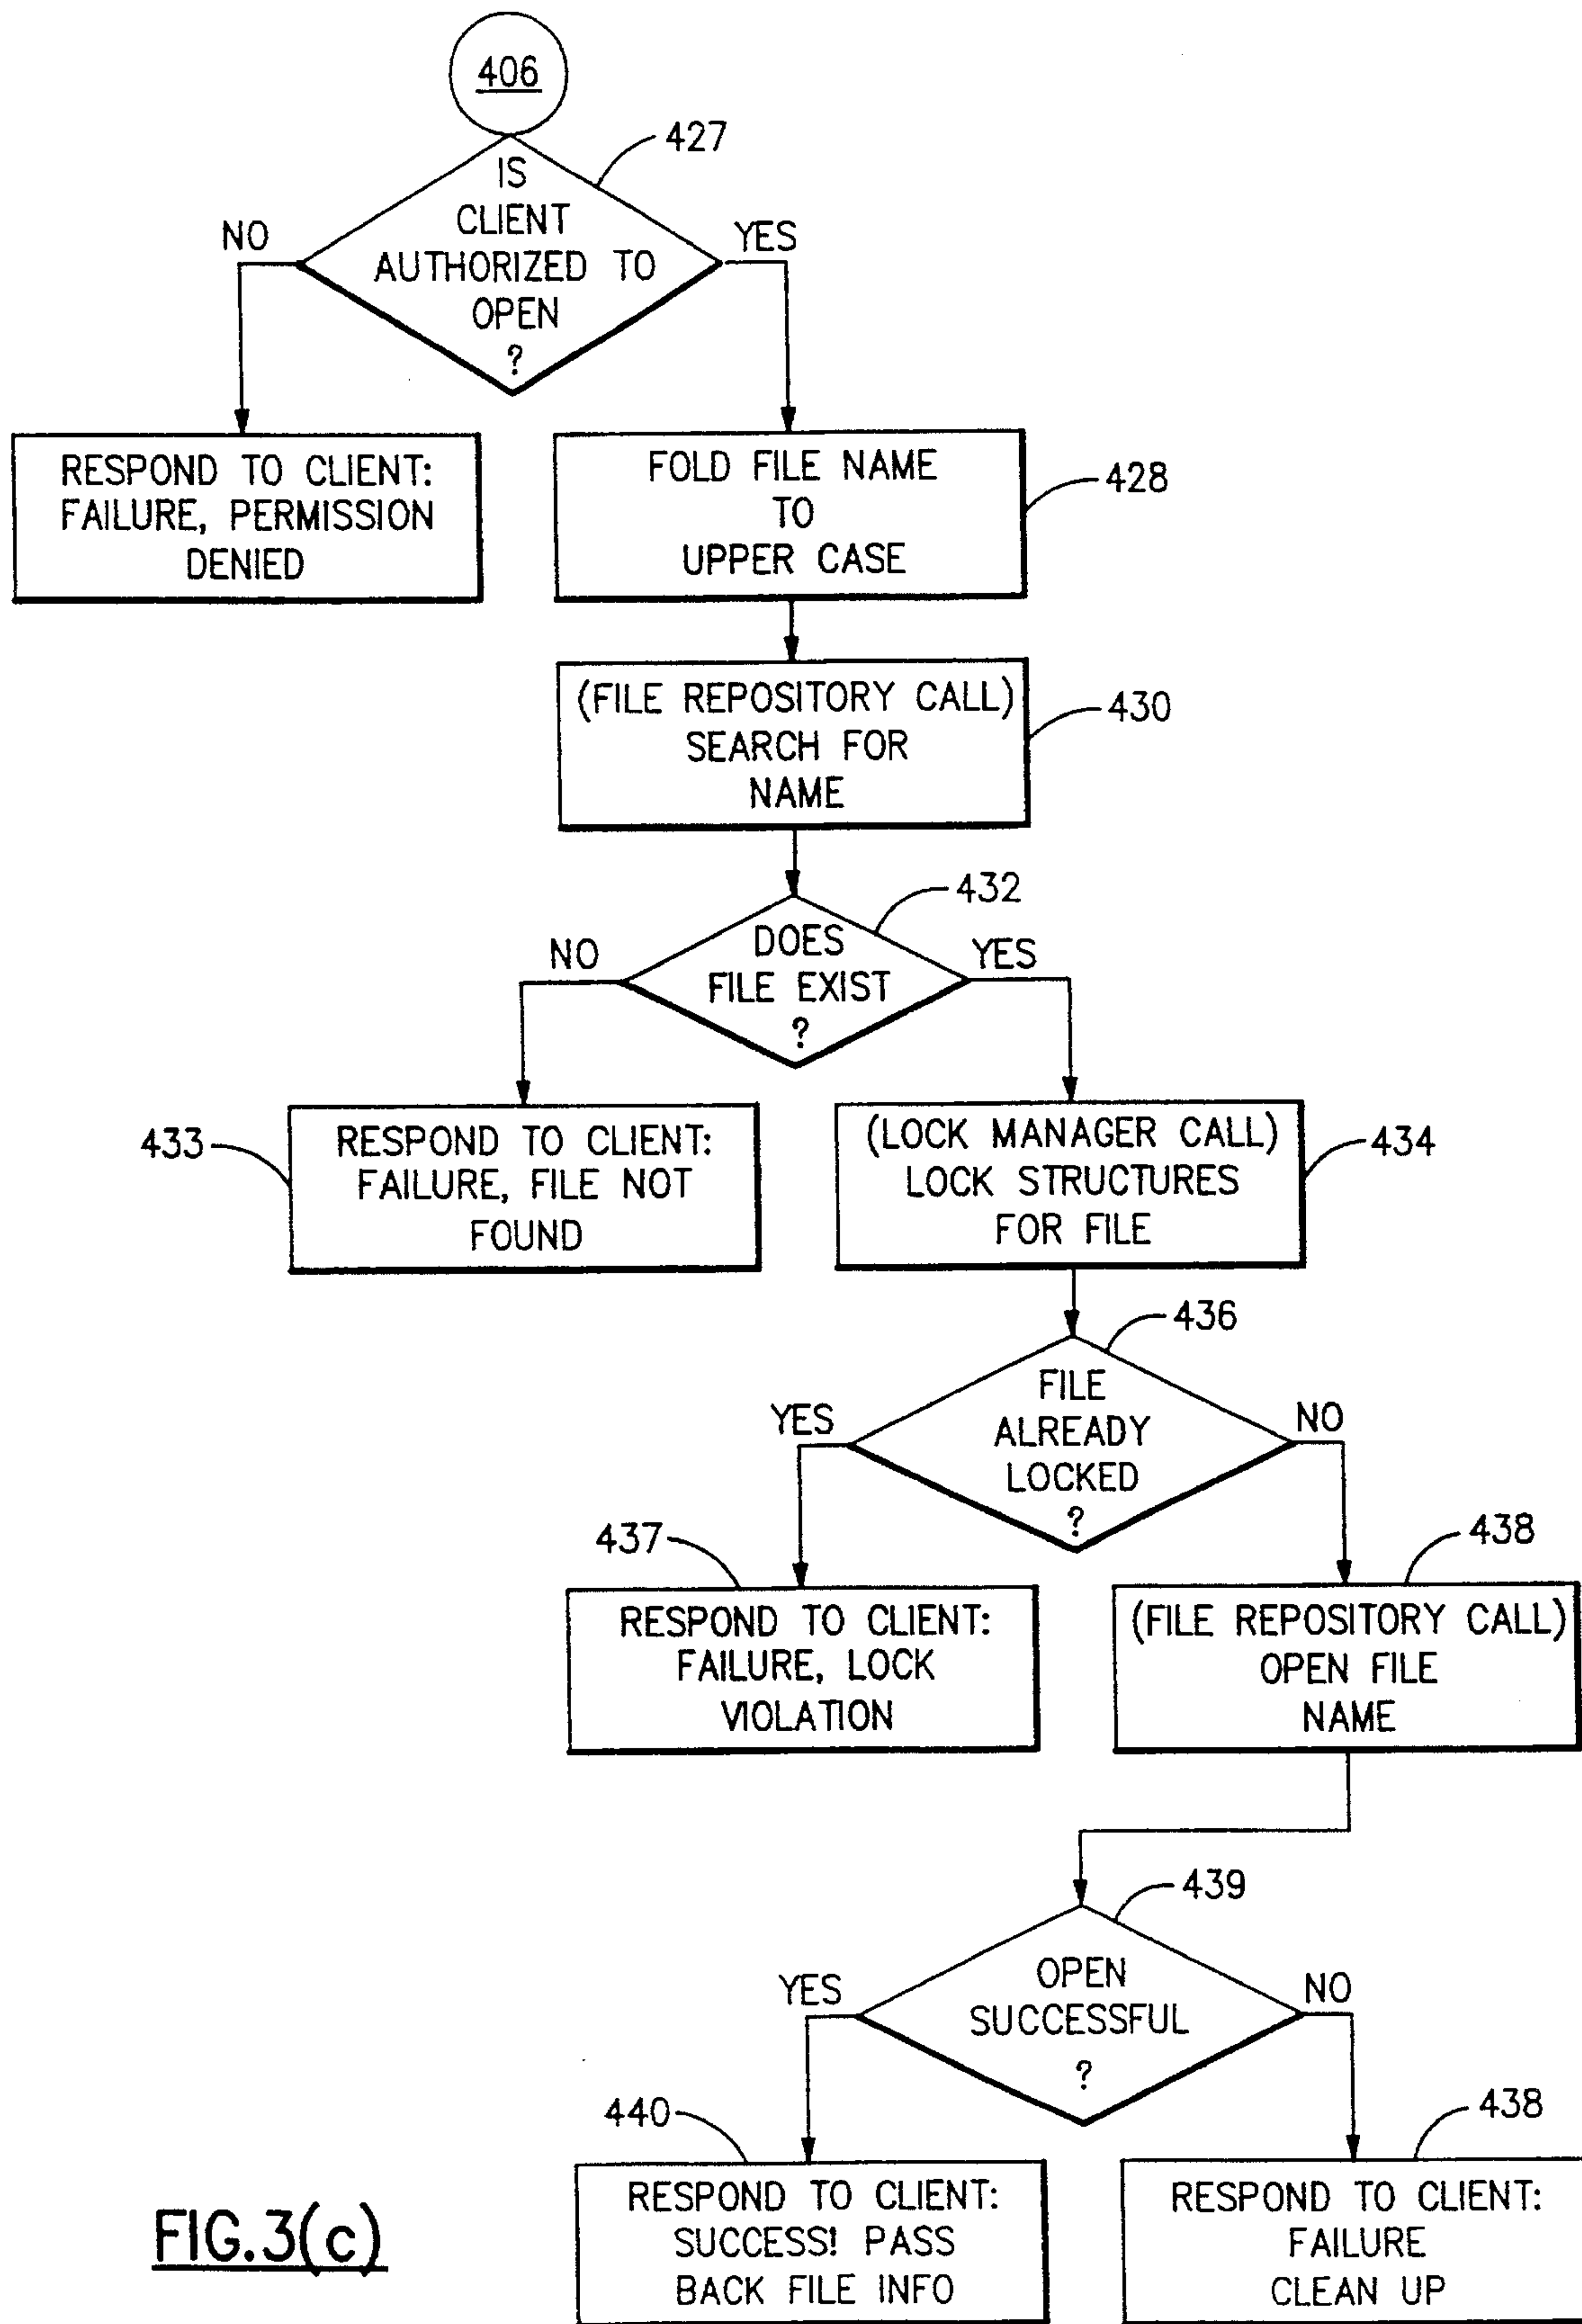 406
427
IS
CLIENT
AUTHORIZED TO
OPEN
?
NO
YES
RESPOND TO CLIENT:
FAILURE, PERMISSION
DENIED
FOLD FILE NAME
TO
UPPER CASE
428
(FILE REPOSITORY CALL)
SEARCH FOR
NAME
430
432
DOES
FILE EXIST
?
NO
YES
433
RESPOND TO CLIENT:
FAILURE, FILE NOT
FOUND
(LOCK MANAGER CALL)
LOCK STRUCTURES
FOR FILE
434
436
FILE
ALREADY
LOCKED
?
YES
NO
437
RESPOND TO CLIENT:
FAILURE, LOCK
VIOLATION
438
(FILE REPOSITORY CALL)
OPEN FILE
NAME
439
OPEN
SUCCESSFUL
?
YES
NO
440
RESPOND TO CLIENT:
SUCCESS! PASS
BACK FILE INFO
438
RESPOND TO CLIENT:
FAILURE
CLEAN UP
FIG.3(c)